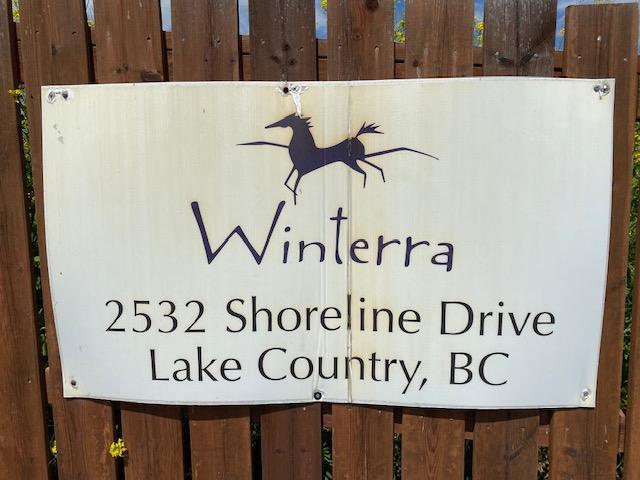 Winterra
2532 Shoreline Drive
Lake Country, BC